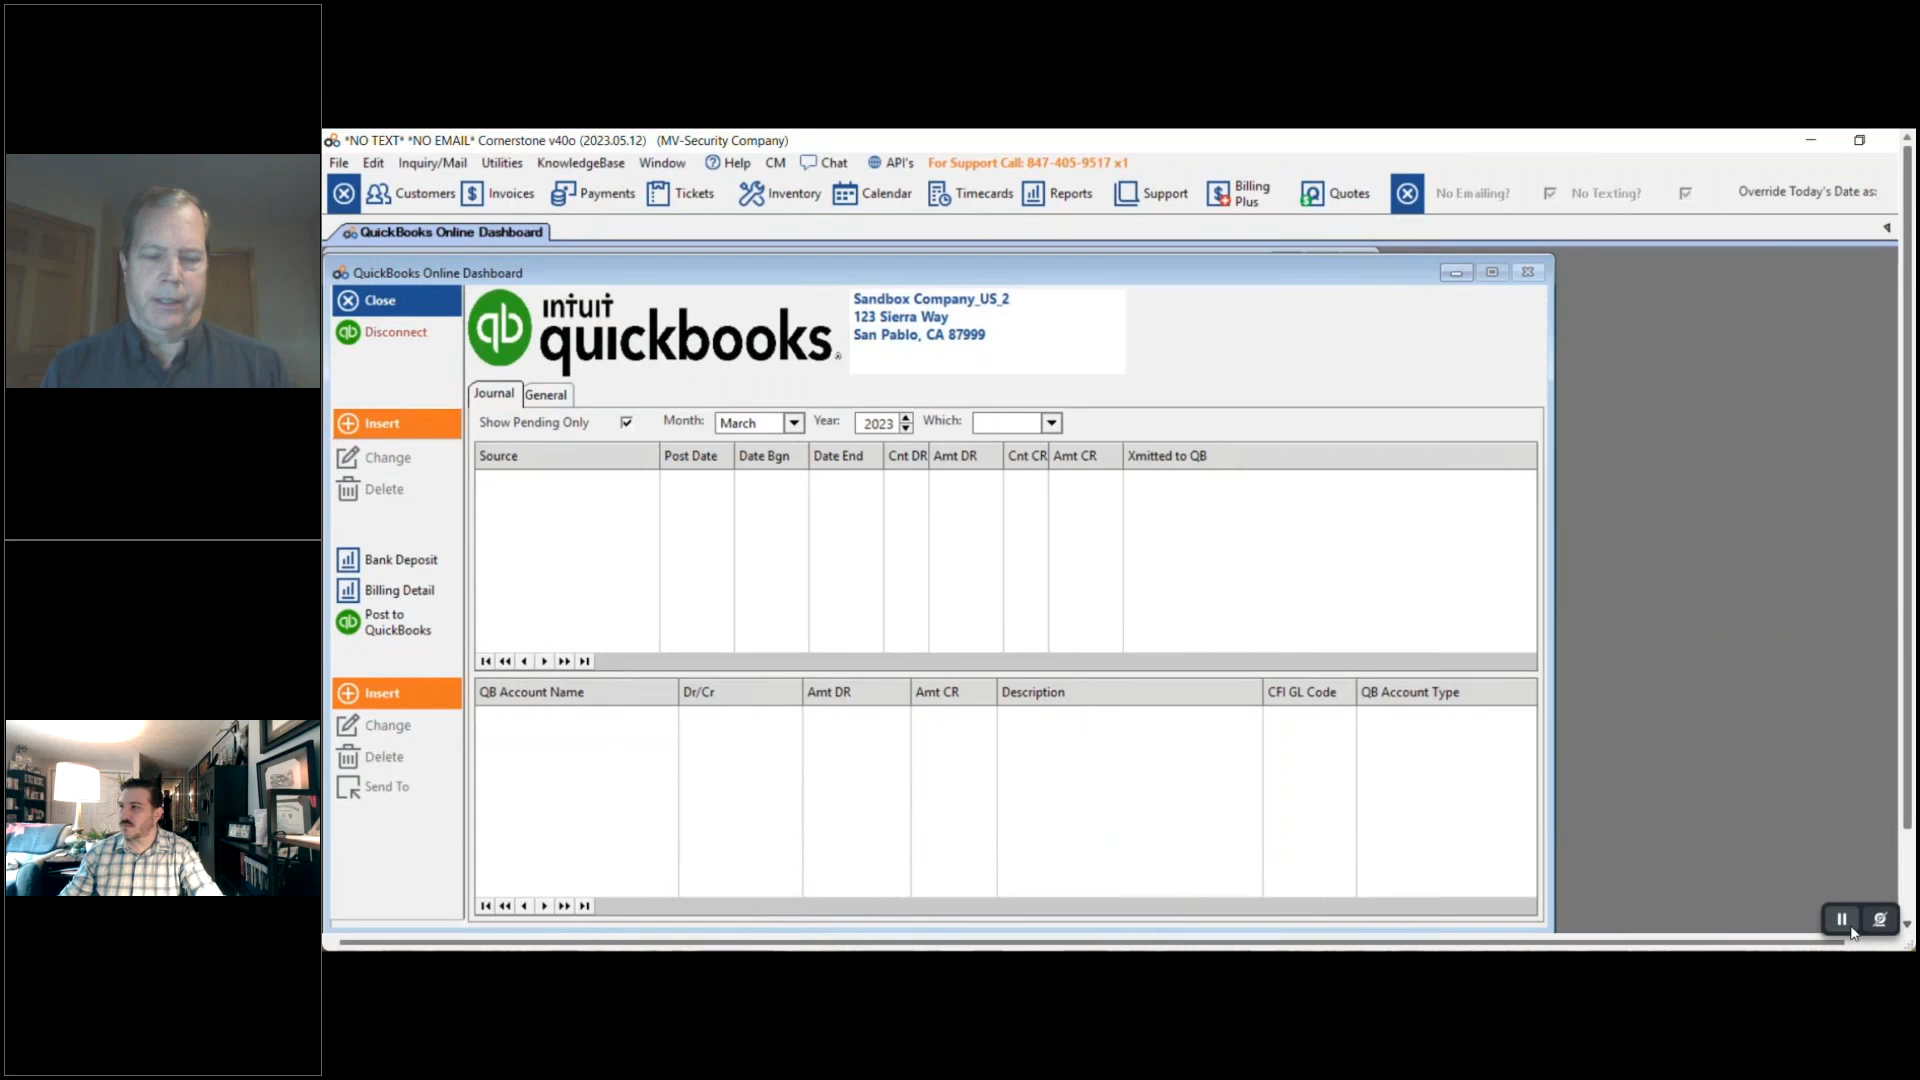 *NO TEXT* *NO EMAIL* Cornerstone v40o (2023.05.12) (MV-Security Company)
File Edit Inquiry/Mail Utilities KnowledgeBase Window Help CM Chat API's For Support Call: 847-405-9517 x1
Customers Invoices Payments Tickets Inventory Calendar Timecards Reports Support Billing Plus Quotes No Emailing? No Texting? Override Today's Date as:
QuickBooks Online Dashboard
QuickBooks Online Dashboard
Close
Disconnect
intuit
quickbooks®
Sandbox Company_US_2
123 Sierra Way
San Pablo, CA 87999
Journal General
Show Pending Only Month: March Year: 2023 Which:
Insert
Change
Delete
Source Post Date Date Bgn Date End Cnt DR Amt DR Cnt CR Amt CR Xmitted to QB
Bank Deposit
Billing Detail
Post to
QuickBooks
Insert
Change
Delete
Send To
QB Account Name Dr/Cr Amt DR Amt CR Description CFI GL Code QB Account Type